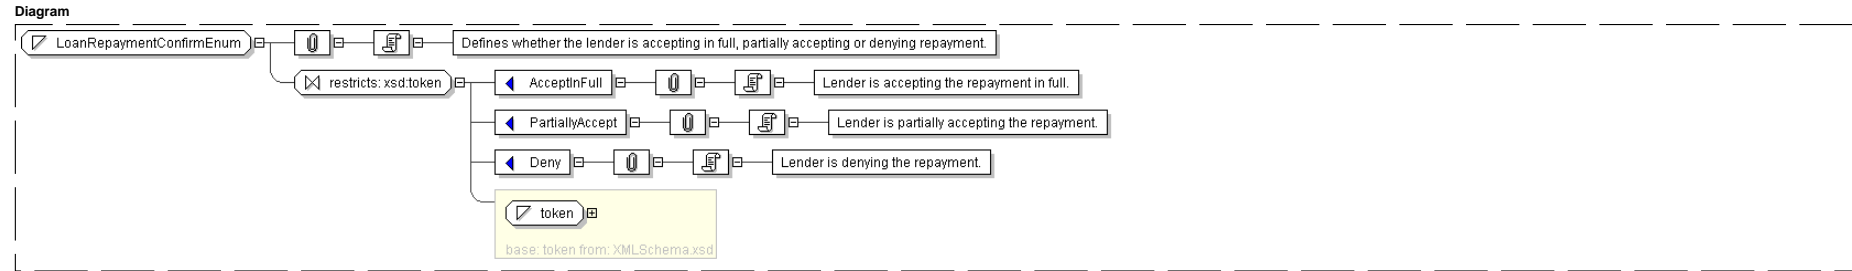 Diagram
LoanRepaymentConfirmEnum
Defines whether the lender is accepting in full, partially accepting or denying repayment.
restricts: xsd:token
AcceptInFull
Lender is accepting the repayment in full.
PartiallyAccept
Lender is partially accepting the repayment.
Deny
Lender is denying the repayment.
token
base: token from: XMLSchema.xsd